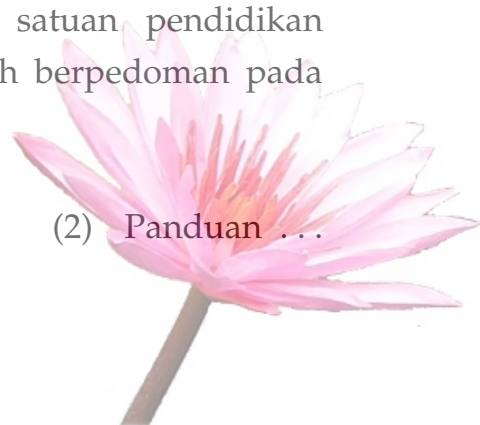 satuan pendidikan
h berpedoman pada
(2) Panduan . . .